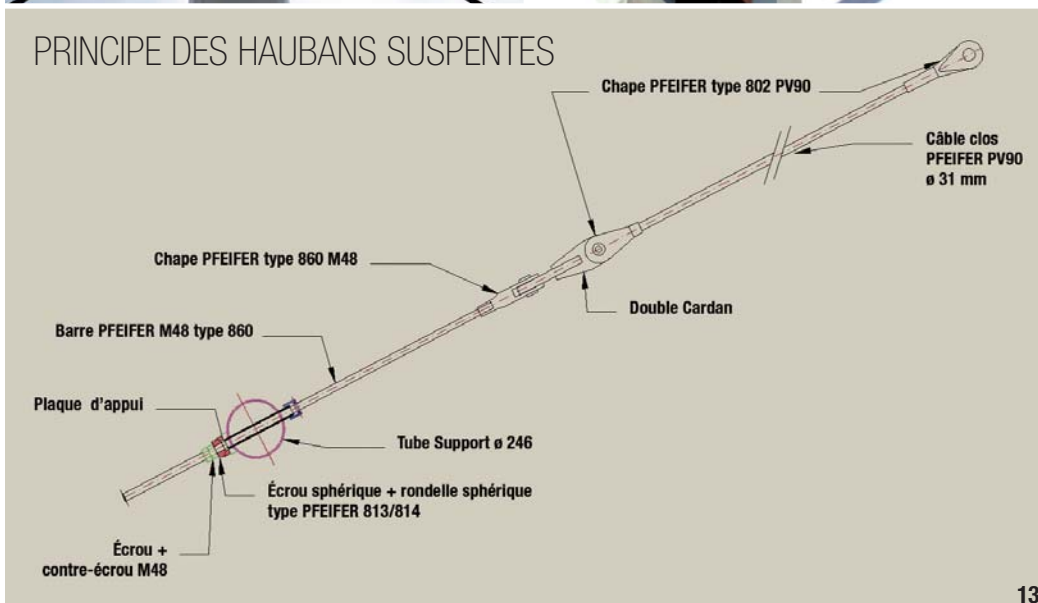 PRINCIPE DES HAUBANS SUSPENTES
Chape PFEIFER type 802 PV90
Câble clos
PFEIFER PV90
ø 31 mm
Chape PFEIFER type 860 M48
Double Cardan
Barre PFEIFER M48 type 860
Plaque d'appui
Tube Support ø 246
Écrou sphérique + rondelle sphérique
type PFEIFER 813/814
Écrou +
contre-écrou M48
13